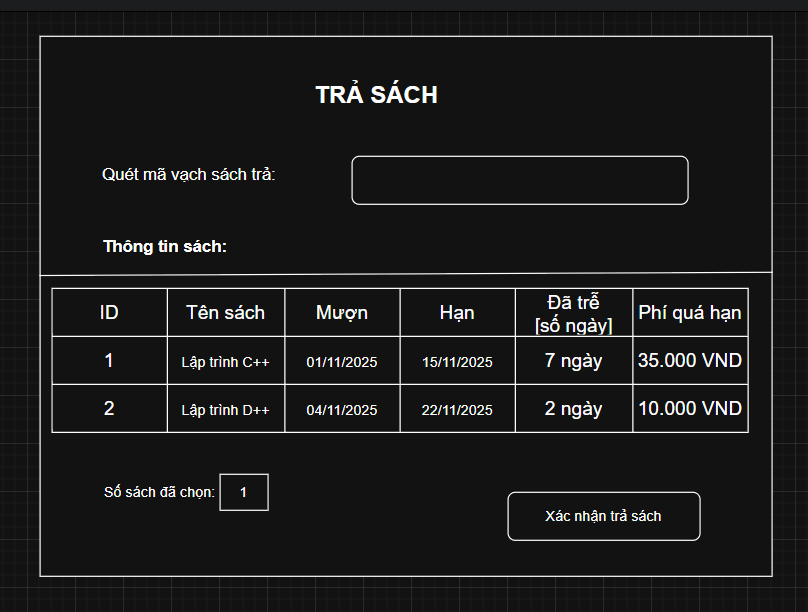 TRẢ SÁCH
Quét mã vạch sách trả:
Thông tin sách:
ID Tên sách Mượn Hạn Đã trễ [số ngày] Phí quá hạn
1 Lập trình C++ 01/11/2025 15/11/2025 7 ngày 35.000 VND
2 Lập trình D++ 04/11/2025 22/11/2025 2 ngày 10.000 VND
Số sách đã chọn: 1
Xác nhận trả sách